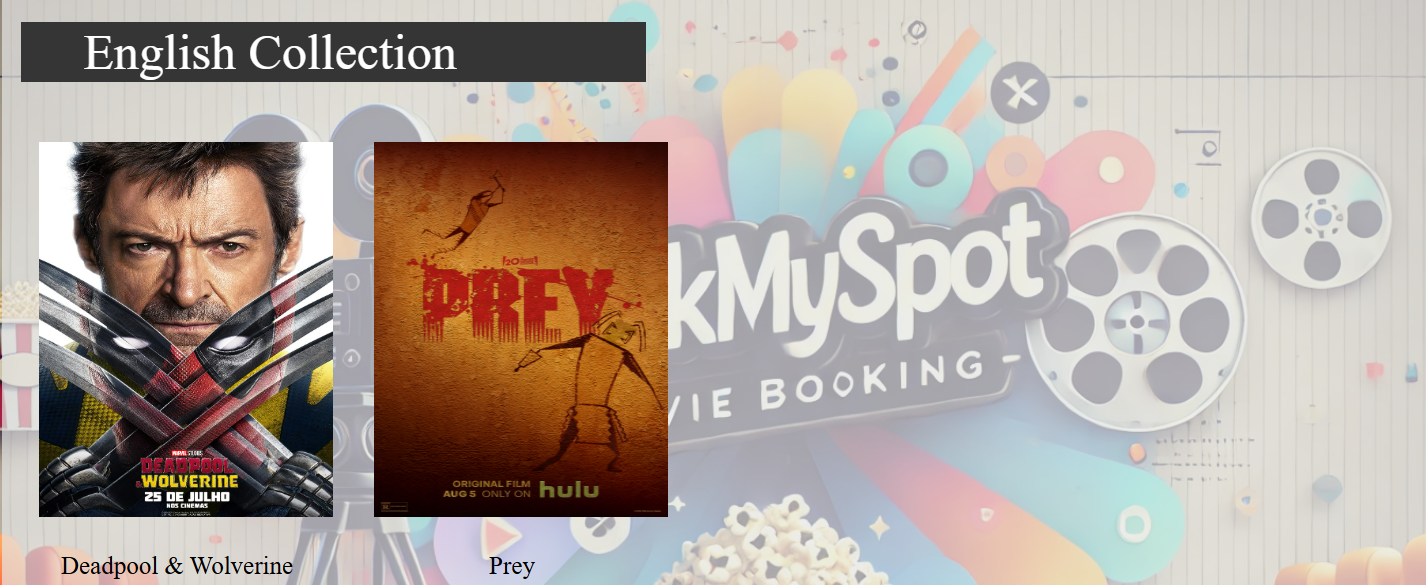 English Collection
MARVEL STUDIOS
DEADPOOL
& WOLVERINE
25 DE JULHO
NOS CINEMAS
PREY
ORIGINAL FILM
AUG 5 ONLY ON hulu
kMySpot
VIE BOOKING
Deadpool & Wolverine
Prey